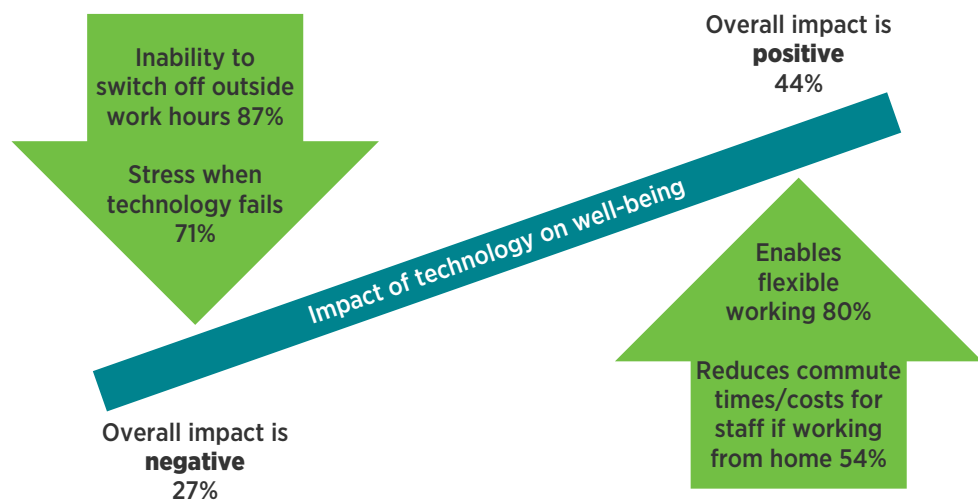 Inability to
switch off outside
work hours 87%
Stress when
technology fails
71%
Overall impact is
positive
44%
Impact of technology on well-being
Overall impact is
negative
27%
Enables
flexible
working 80%
Reduces commute
times/costs for
staff if working
from home 54%